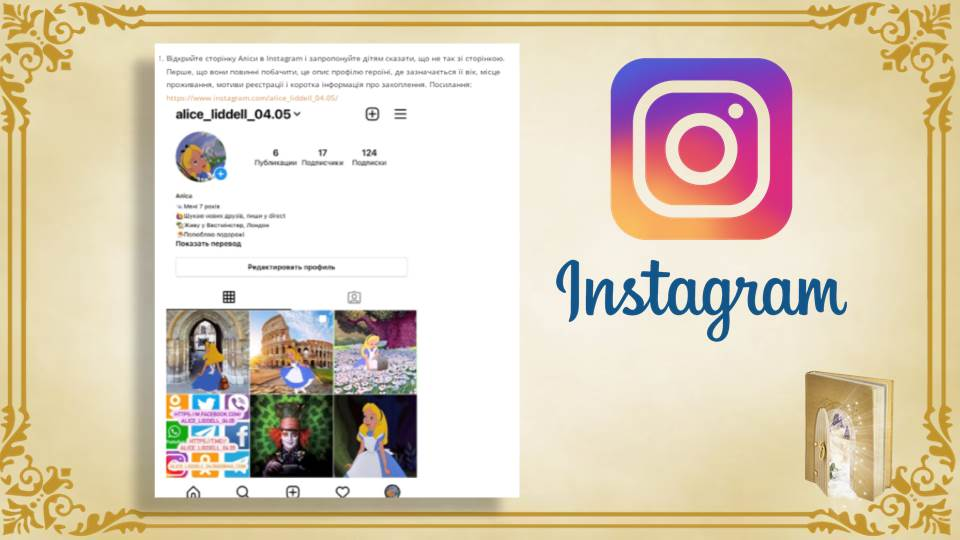 1. Відкрийте сторінку Аліси в Instagram і запропонуйте дітям сказати, що не так зі сторінкою.
Перше, що вони повинні побачити, це опис профілю героїні, де зазначається її вік, місце
проживання, мотиви реєстрації і коротка інформація про захоплення. Посилання:
https://www.instagram.com/alice_liddell_04.05/
alice_liddell_04.05
6 17 124
Публикации Подписчики Подписки
Аліса
Мені 7 років
Шукаю нових друзів, пиши у direct
Живу у Вестмінстер, Лондон
Полюбляю подорожі
Показать перевод
Редактировать профиль
HTTPS://M.FACEBOOK.COM/
ALICE_LIDDELL_04.05
HTTPS://T.ME/
ALICE_LIDDELL_04_05
Instagram